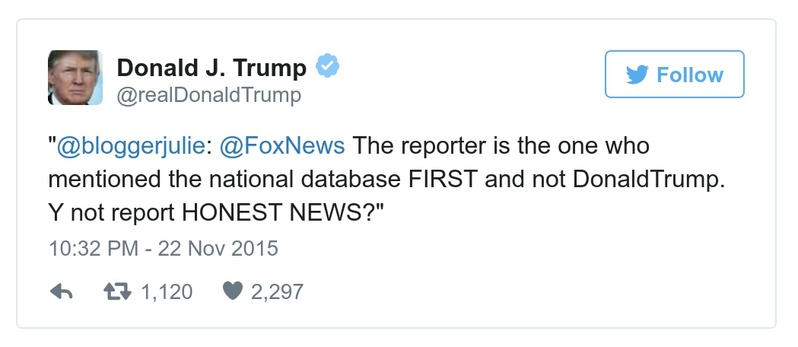 Donald J. Trump
Follow
@realDonaldTrump
"@bloggerjulie: @FoxNews The reporter is the one who
mentioned the national database FIRST and not DonaldTrump.
Y not report HONEST NEWS?"
10:32 PM - 22 Nov 2015
1,120 2,297